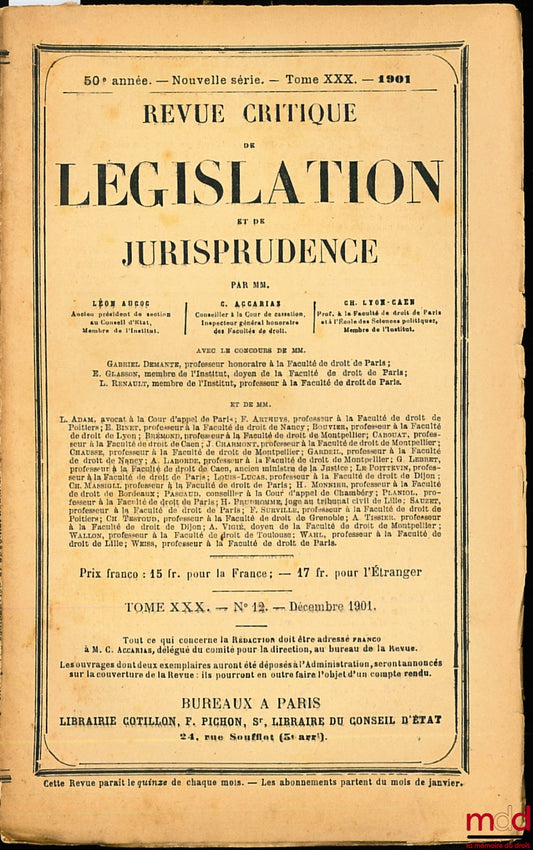 50e année. — Nouvelle série. — Tome XXX. — 1901
REVUE CRITIQUE
DE
LÉGISLATION
ET DE
JURISPRUDENCE
PAR MM.
LÉON AUCOC
Ancien président de section
au Conseil d'Etat,
Membre de l'Institut.
C. ACCARIAS
Conseiller à la Cour de cassation,
Inspecteur général honoraire
des Facultés de droit.
CH. LYON-CAEN
Prof. à la Faculté de droit de Paris
et à l'École des Sciences politiques,
Membre de l'Institut.
AVEC LE CONCOURS DE MM.
GABRIEL DEMANTE, professeur honoraire à la Faculté de droit de Paris;
E. GLASSON, membre de l'Institut, doyen de la Faculté de droit de Paris;
L. RENAULT, membre de l'Institut, professeur à la Faculté de droit de Paris.
ET DE MM.
L. ADAM, avocat à la Cour d'appel de Paris; F. ARTHUYS, professeur à la Faculté de droit de
Poitiers; E. BINET, professeur à la Faculté de droit de Nancy; BOUVIER, professeur à la Faculté
de droit de Lyon; BRÉMOND, professeur à la Faculté de droit de Montpellier; CABOUAT, profes-
seur à la Faculté de droit de Caen; J. CHARMONT, professeur à la Faculté de droit de Montpellier;
CHAUSSE, professeur à la Faculté de droit de Montpellier; GARDEIL, professeur à la Faculté
de droit de Nancy; A. LABORDE, professeur à la Faculté de droit de Montpellier; G. LEBRET,
professeur à la Faculté de droit de Caen, ancien ministre de la Justice; LE POITTEVIN, profes-
seur à la Faculté de droit de Paris; LOUIS-LUCAS, professeur à la Faculté de droit de Dijon;
CH. MASSIGLI, professeur à la Faculté de droit de Paris; H. MONNIER, professeur à la Faculté
de droit de Bordeaux; PASCAUD, conseiller à la Cour d'appel de Chambéry; PLANIOL, pro-
fesseur à la Faculté de droit de Paris; H. PRUDHOMME, juge au tribunal civil de Lille; SAUZET,
professeur à la Faculté de droit de Paris; F. SURVILLE, professeur à la Faculté de droit de
Poitiers; CH. TESTOUD, professeur à la Faculté de droit de Grenoble; A. TISSIER, professeur
à la Faculté de droit de Dijon; A. VIGIÉ, doyen de la Faculté de droit de Montpellier;
WALLON, professeur à la Faculté de droit de Toulouse; WAHL, professeur à la Faculté de
droit de Lille; WEISS, professeur à la Faculté de droit de Paris.
Prix franco : 15 fr. pour la France; — 17 fr. pour l'Étranger
TOME XXX. — No 12. — Décembre 1901.
Tout ce qui concerne la RÉDACTION doit être adressé FRANCO
à M. C. ACCARIAS, délégué du comité pour la direction, au bureau de la Revue.
Les ouvrages dont deux exemplaires auront été déposés à l'Administration, seront annoncés
sur la couverture de la Revue : ils pourront en outre faire l'objet d'un compte rendu.
BUREAUX A PARIS
LIBRAIRIE COTILLON, F. PICHON, Sr, LIBRAIRE DU CONSEIL D'ÉTAT
24, rue Soufflot (5e arrt).
Cette Revue paraît le quinze de chaque mois. — Les abonnements partent du mois de janvier.
mdd
la mémoire du droit